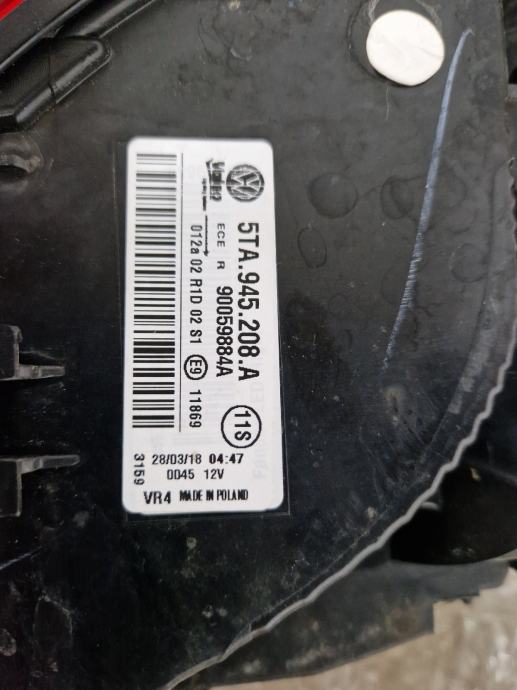 Valeo
5TA.945.208.A
ECE R 90059884A
012a 02 R1D 02 S1 E9 11869
11S
28/03/18 04:47
0045 12V
3159
VR4 MADE IN POLAND